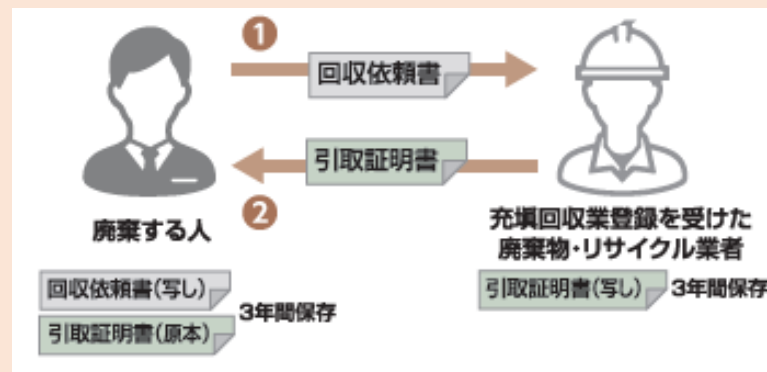 ❶
回収依頼書
引取証明書
❷
廃棄する人
充填回収業登録を受けた
廃棄物・リサイクル業者
回収依頼書(写し)
引取証明書(原本)
3年間保存
引取証明書(写し)
3年間保存